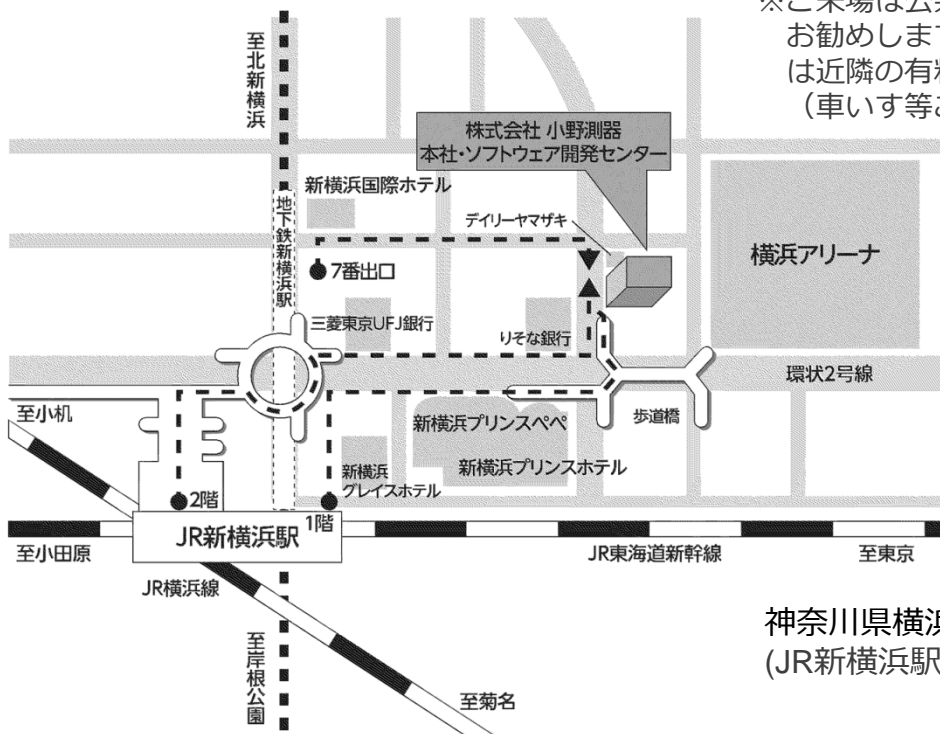 ※ご来場は公
お勧めします
は近隣の有料
（車いす等
至北新横浜
株式会社 小野測器
本社・ソフトウェア開発センター
新横浜国際ホテル
地下鉄新横浜駅
デイリーヤマザキ
横浜アリーナ
7番出口
三菱東京UFJ銀行
りそな銀行
環状2号線
至小机
新横浜プリンスペペ
歩道橋
新横浜プリンスホテル
新横浜
グレイスホテル
2階
1階
JR新横浜駅
至小田原
JR東海道新幹線
至東京
JR横浜線
神奈川県横浜
(JR新横浜駅
至岸根公園
至菊名